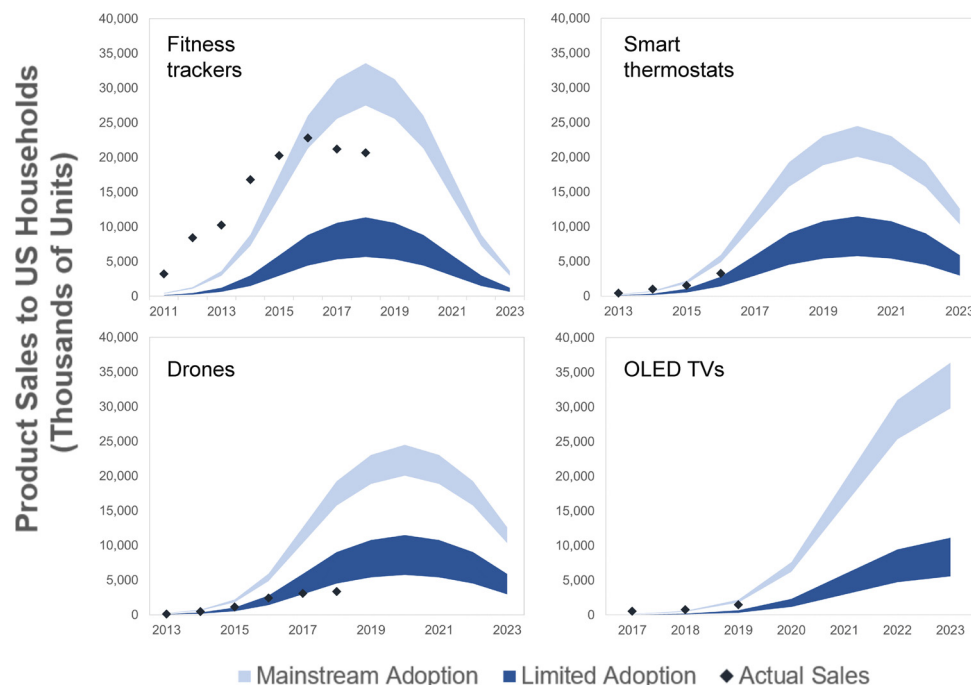 Product Sales to US Households
(Thousands of Units)
Fitness
trackers
40,000
35,000
30,000
25,000
20,000
15,000
10,000
5,000
0
2011 2013 2015 2017 2019 2021 2023
Smart
thermostats
40,000
35,000
30,000
25,000
20,000
15,000
10,000
5,000
0
2013 2015 2017 2019 2021 2023
Drones
40,000
35,000
30,000
25,000
20,000
15,000
10,000
5,000
0
2013 2015 2017 2019 2021 2023
OLED TVs
40,000
35,000
30,000
25,000
20,000
15,000
10,000
5,000
0
2017 2018 2019 2020 2021 2022 2023
Mainstream Adoption Limited Adoption Actual Sales